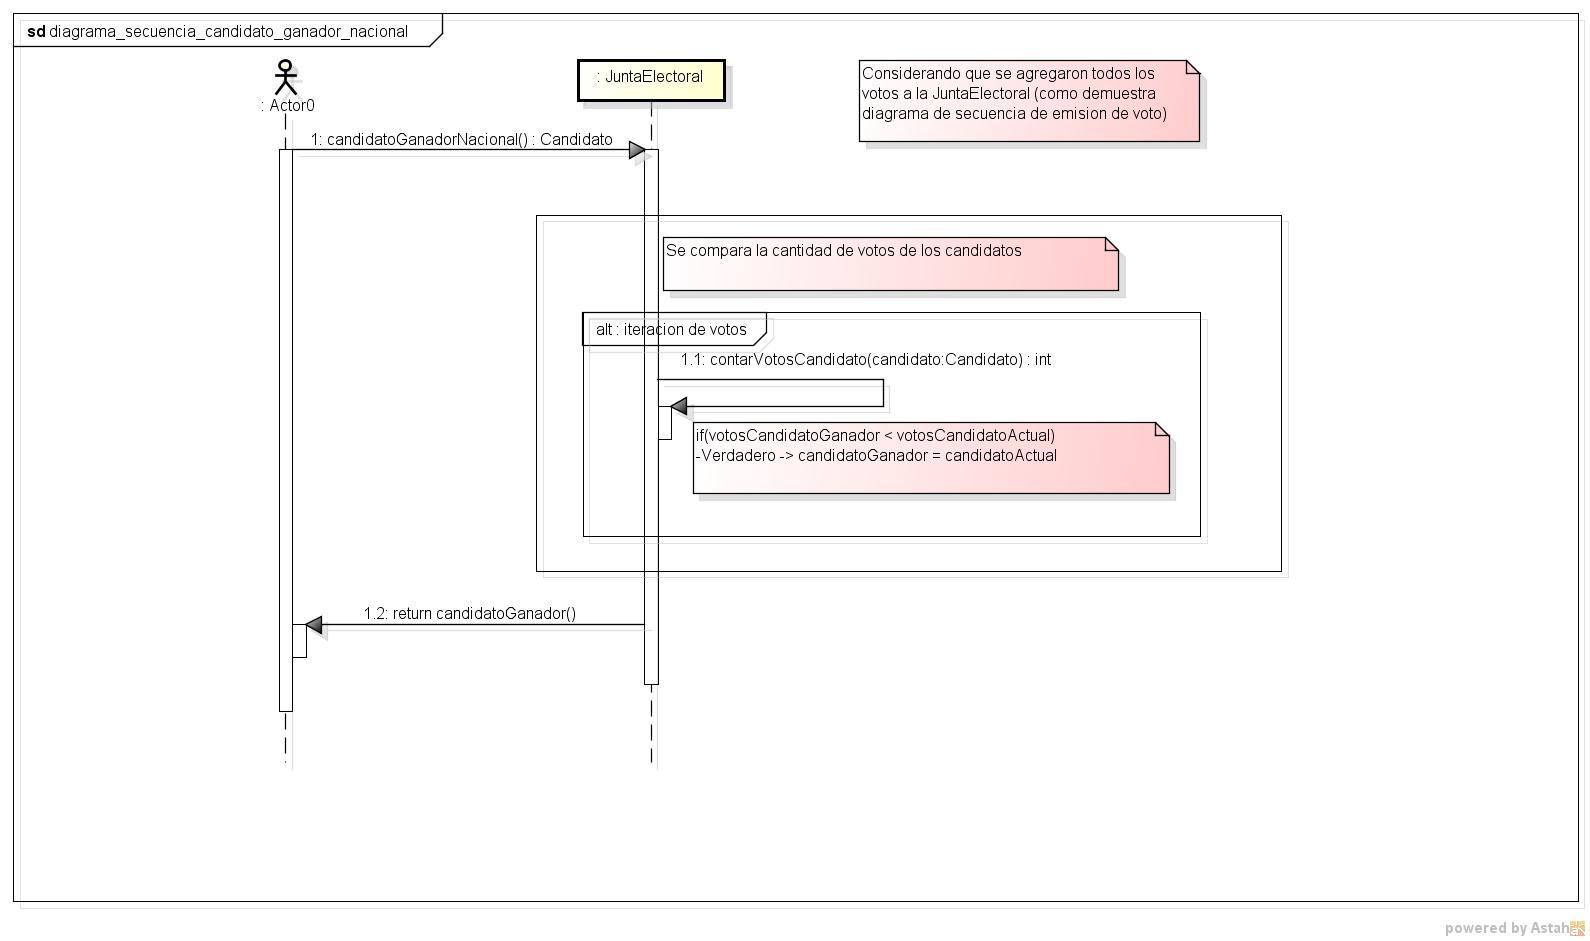 sd diagrama_secuencia_candidato_ganador_nacional
: Actor0
: JuntaElectoral
Considerando que se agregaron todos los
votos a la JuntaElectoral (como demuestra
diagrama de secuencia de emision de voto)
1: candidatoGanadorNacional() : Candidato
Se compara la cantidad de votos de los candidatos
alt : iteracion de votos
1.1: contarVotosCandidato(candidato:Candidato) : int
if(votosCandidatoGanador < votosCandidatoActual)
-Verdadero -> candidatoGanador = candidatoActual
1.2: return candidatoGanador()
powered by Astah